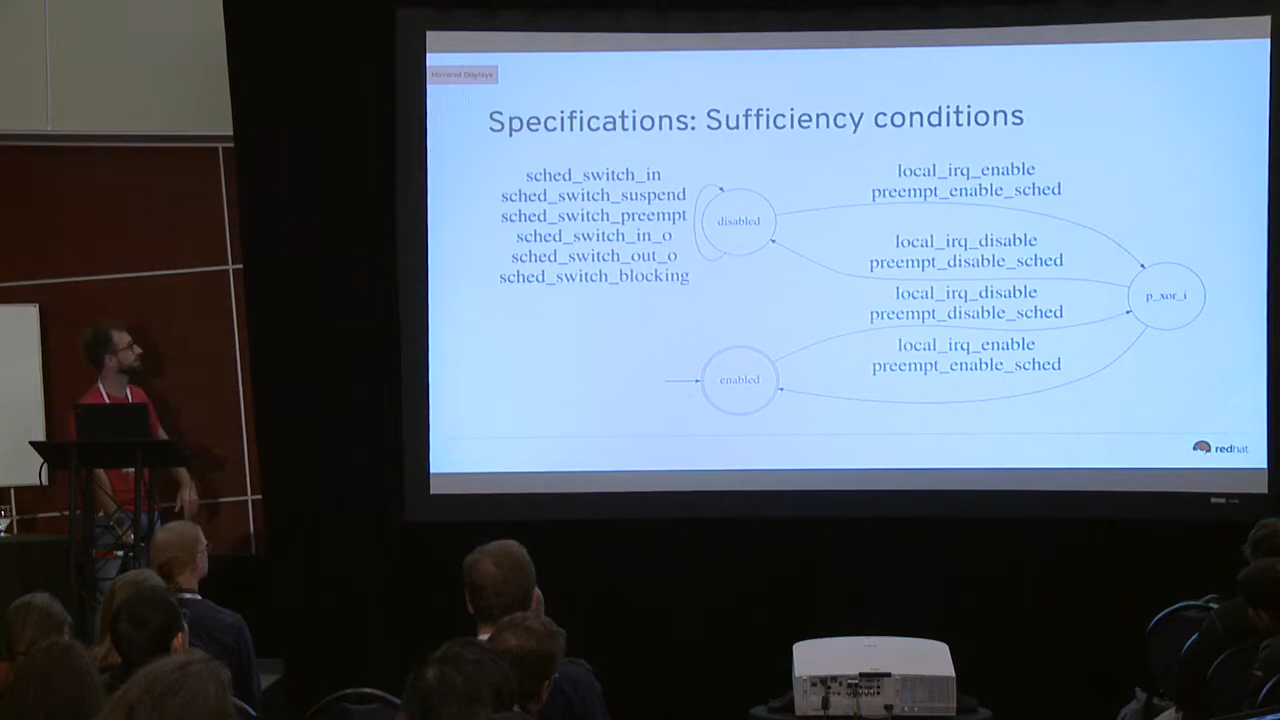 Mirrored Displays
Specifications: Sufficiency conditions
sched_switch_in
sched_switch_suspend
sched_switch_preempt
sched_switch_in_o
sched_switch_out_o
sched_switch_blocking
disabled
local_irq_enable
preempt_enable_sched
local_irq_disable
preempt_disable_sched
local_irq_disable
preempt_disable_sched
p_xor_i
local_irq_enable
preempt_enable_sched
enabled
redhat